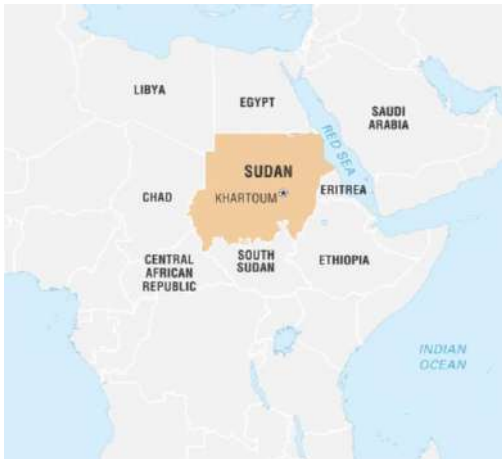 LIBYA
EGYPT
SAUDI
ARABIA
RED SEA
SUDAN
KHARTOUM
CHAD
ERITREA
CENTRAL
AFRICAN
REPUBLIC
SOUTH
SUDAN
ETHIOPIA
INDIAN
OCEAN